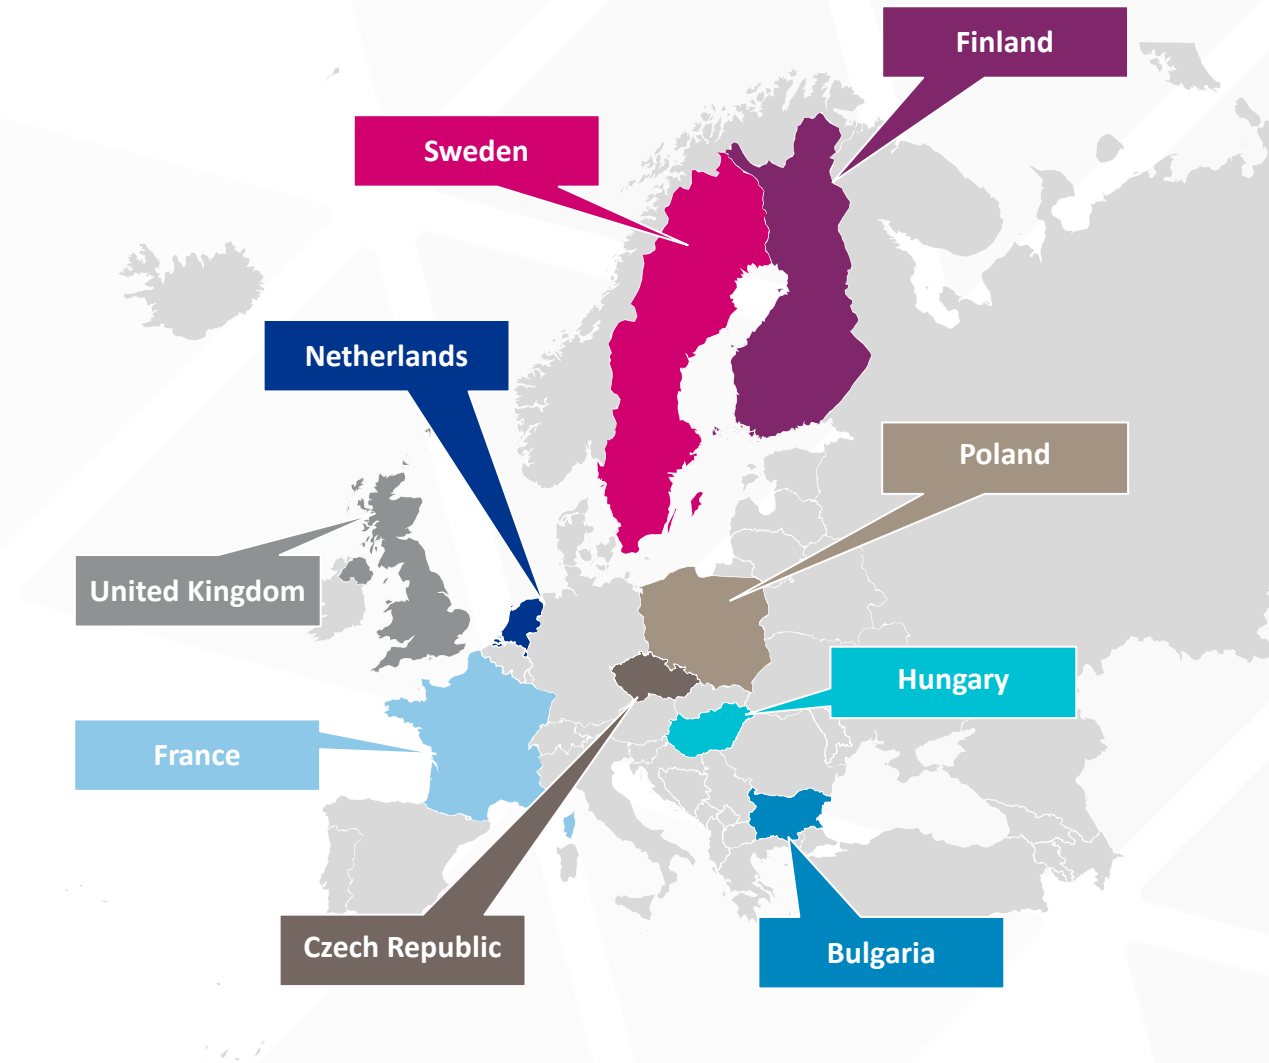 Finland
Sweden
Netherlands
Poland
United Kingdom
Hungary
France
Czech Republic
Bulgaria